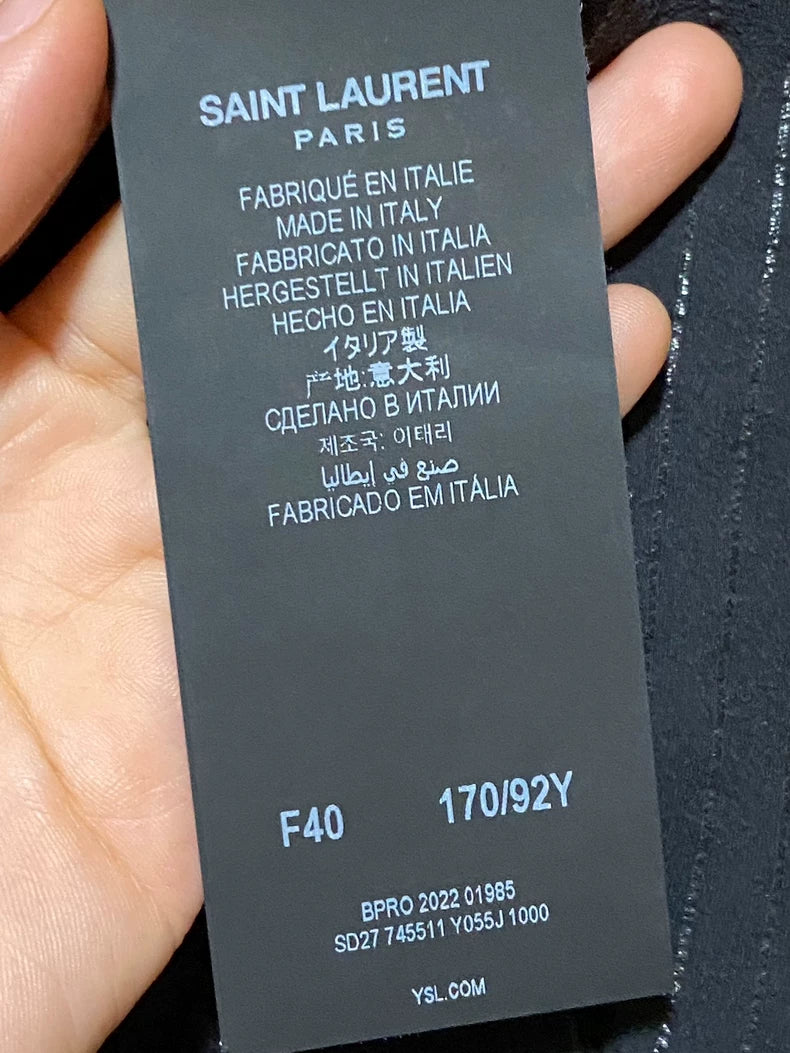 SAINT LAURENT
PARIS
FABRIQUÉ EN ITALIE
MADE IN ITALY
FABBRICATO IN ITALIA
HERGESTELLT IN ITALIEN
HECHO EN ITALIA
イタリア製
产地:意大利
СДЕЛАНО В ИТАЛИИ
제조국: 이태리
صنع في إيطاليا
FABRICADO EM ITÁLIA
F40 170/92Y
BPRO 2022 01985
SD27 745511 Y055J 1000
YSL.COM